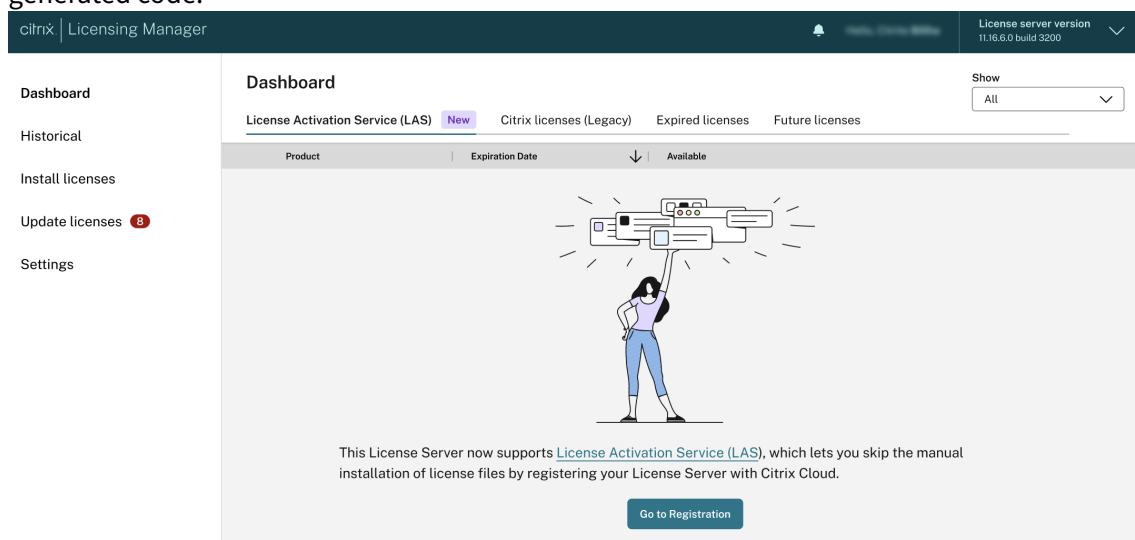 generated code.
citrıx. | Licensing Manager
License server version
11.16.6.0 build 3200
Dashboard
Historical
Install licenses
Update licenses 8
Settings
Dashboard
Show
All
License Activation Service (LAS) New Citrix licenses (Legacy) Expired licenses Future licenses
Product Expiration Date Available
This License Server now supports License Activation Service (LAS), which lets you skip the manual
installation of license files by registering your License Server with Citrix Cloud.
Go to Registration